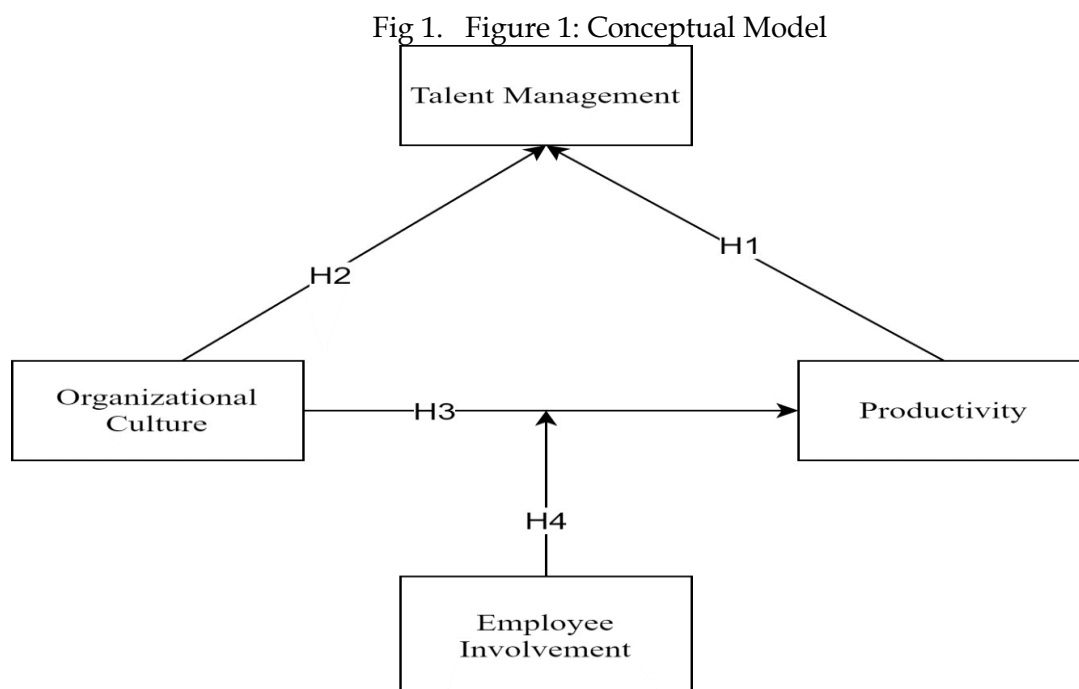 Fig 1. Figure 1: Conceptual Model
Talent Management
H1
H2
Organizational
Culture
H3
Productivity
H4
Employee
Involvement